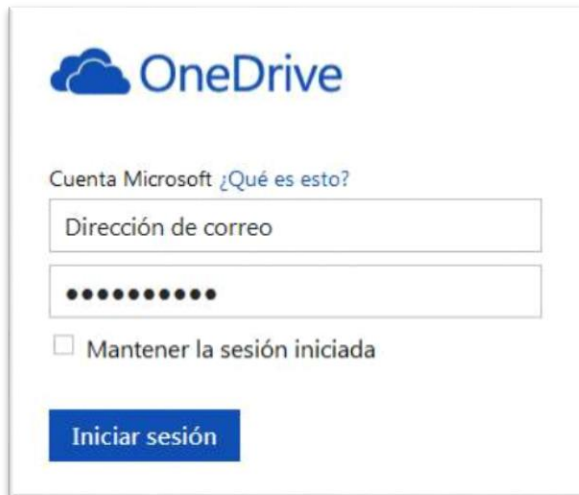 OneDrive
Cuenta Microsoft ¿Qué es esto?
Dirección de correo
••••••••••
Mantener la sesión iniciada
Iniciar sesión